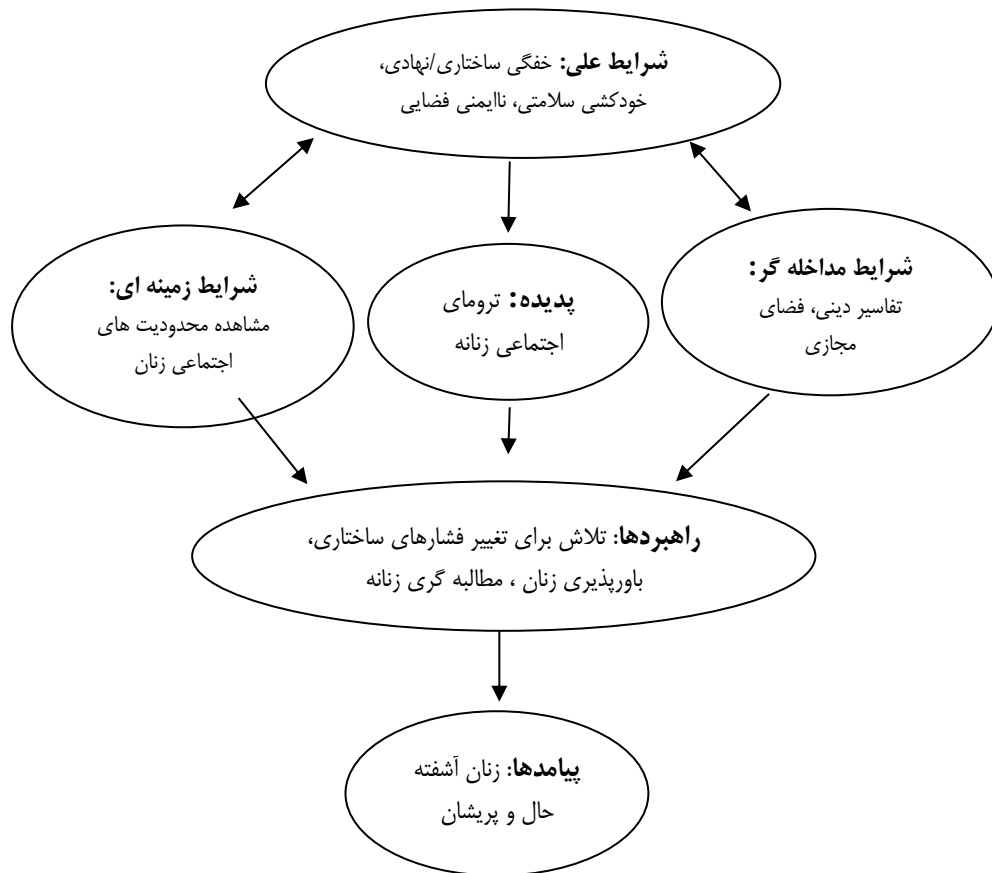 شرایط علی: خفگی ساختاری/نهادی،
خودکشی سلامتی، ناایمنی فضایی
شرایط مداخله گر:
تفاسیر دینی، فضای
مجازی
پدیده: ترومای
اجتماعی زنانه
شرایط زمینه ای:
مشاهده محدودیت های
اجتماعی زنان
راهبردها: تلاش برای تغییر فشارهای ساختاری،
باورپذیری زنان ، مطالبه گری زنانه
پیامدها: زنان آشفته
حال و پریشان